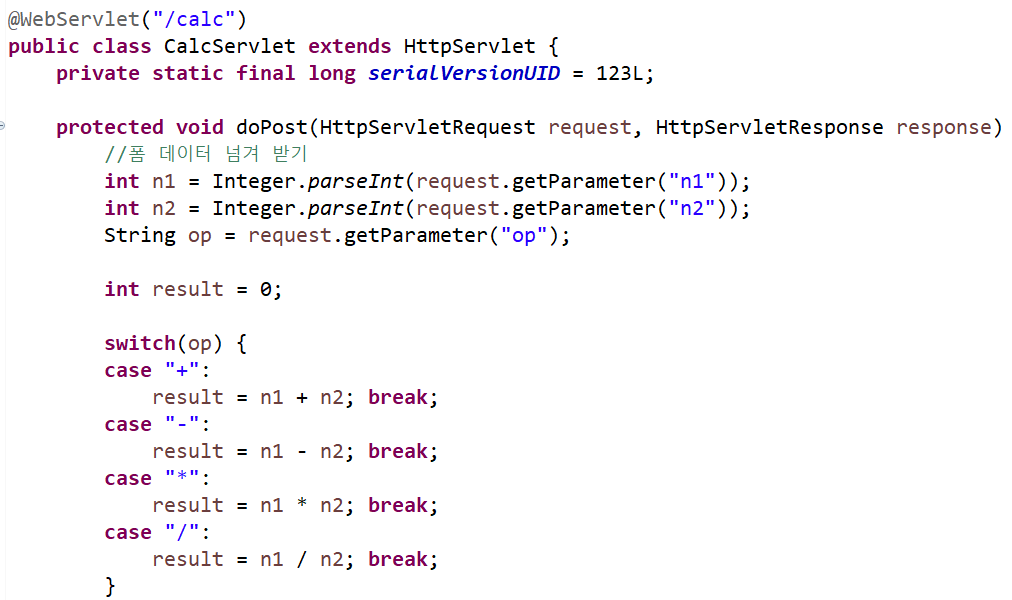 @WebServlet("/calc")
public class CalcServlet extends HttpServlet {
    private static final long serialVersionUID = 123L;
    protected void doPost(HttpServletRequest request, HttpServletResponse response)
        //폼 데이터 넘겨 받기
        int n1 = Integer.parseInt(request.getParameter("n1"));
        int n2 = Integer.parseInt(request.getParameter("n2"));
        String op = request.getParameter("op");
        int result = 0;
        switch(op) {
        case "+":
            result = n1 + n2; break;
        case "-":
            result = n1 - n2; break;
        case "*":
            result = n1 * n2; break;
        case "/":
            result = n1 / n2; break;
        }